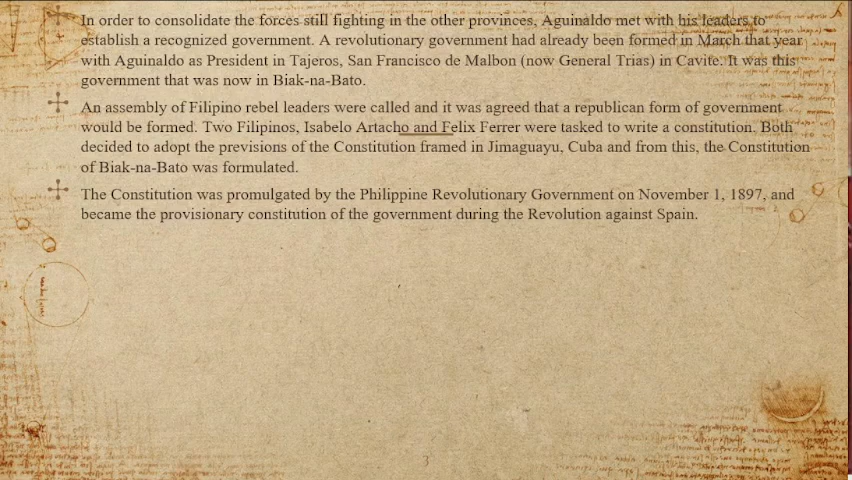 In order to consolidate the forces still fighting in the other provinces, Aguinaldo met with his leaders to
establish a recognized government. A revolutionary government had already been formed in March that year
with Aguinaldo as President in Tajeros, San Francisco de Malbon (now General Trias) in Cavite. It was this
government that was now in Biak-na-Bato.
An assembly of Filipino rebel leaders were called and it was agreed that a republican form of government
would be formed. Two Filipinos, Isabelo Artacho and Felix Ferrer were tasked to write a constitution. Both
decided to adopt the previsions of the Constitution framed in Jimaguayu, Cuba and from this, the Constitution
of Biak-na-Bato was formulated.
The Constitution was promulgated by the Philippine Revolutionary Government on November 1, 1897, and
became the provisionary constitution of the government during the Revolution against Spain.
3